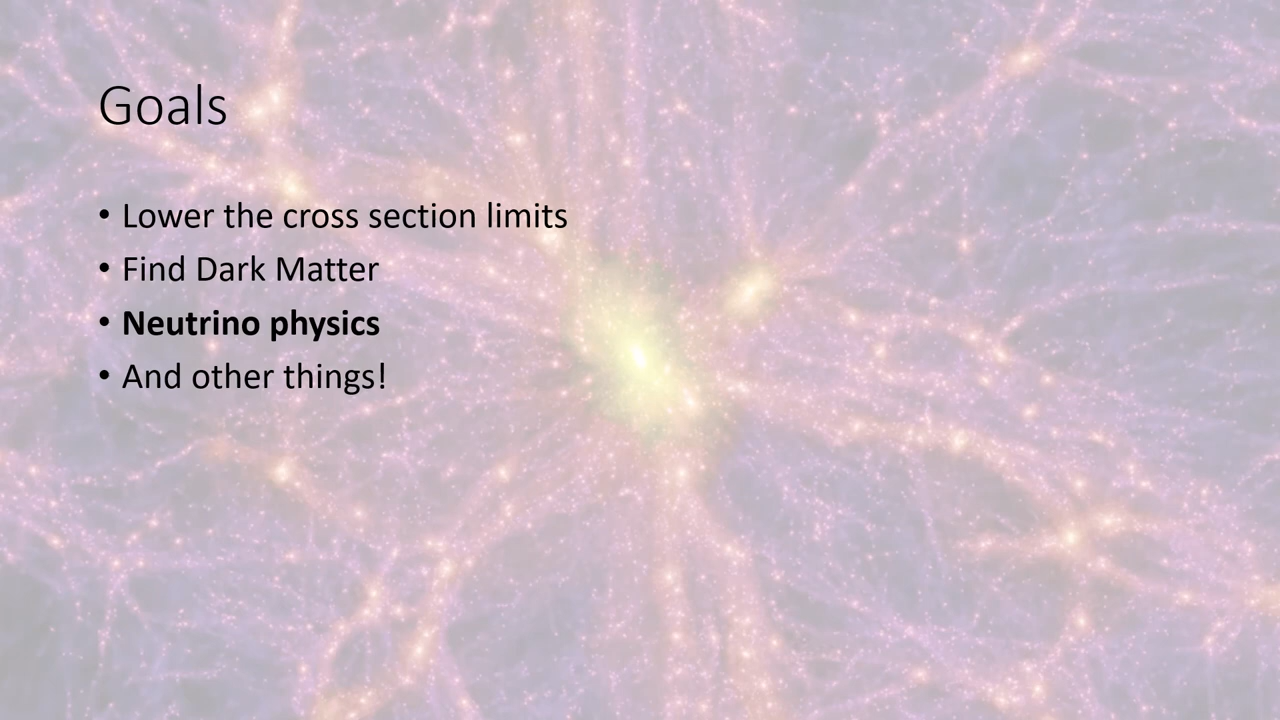 Goals
• Lower the cross section limits
• Find Dark Matter
• Neutrino physics
• And other things!